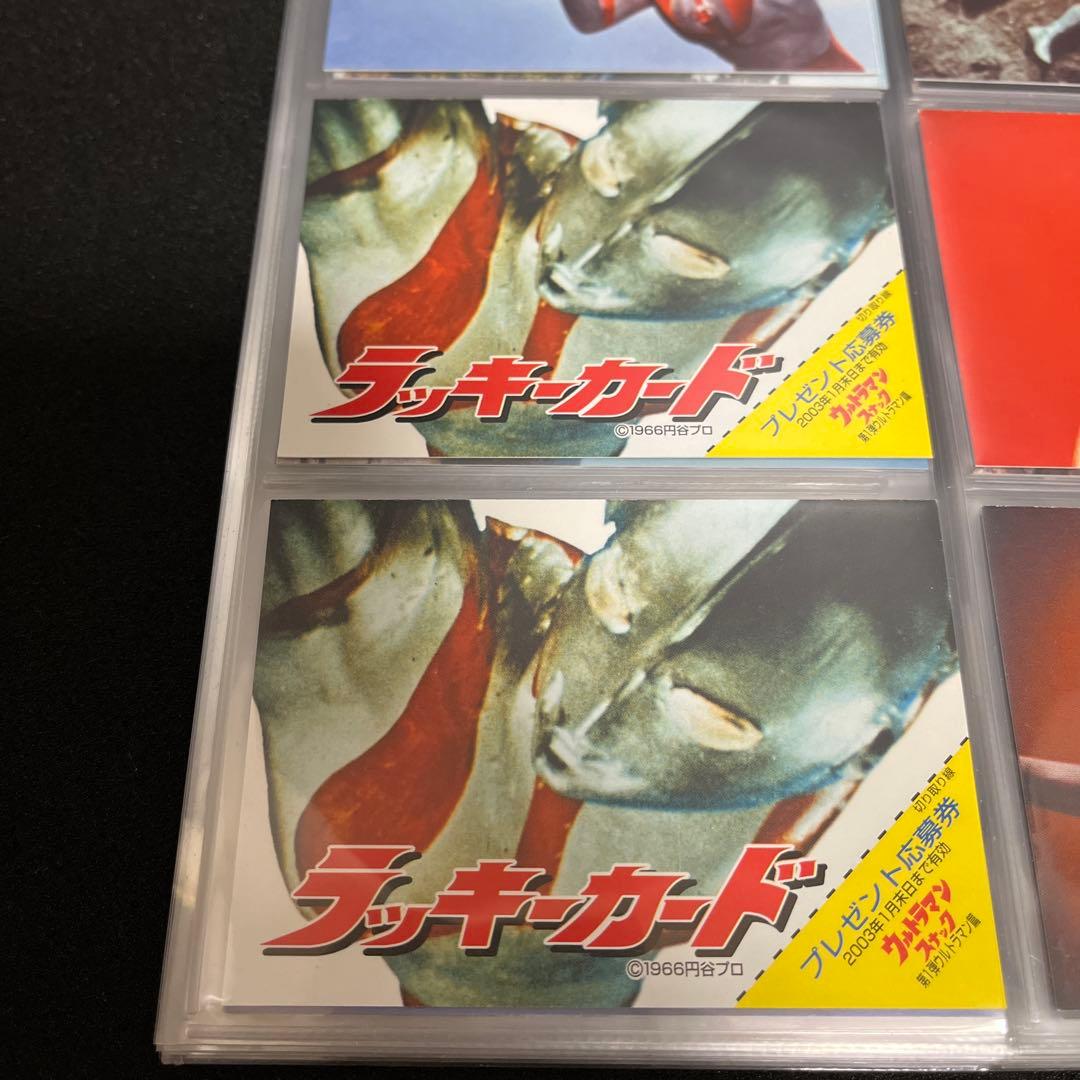 ラッキーカード
©1966円谷プロ
切り取り線
プレゼント応募券
2003年1月末日まで有効
ウルトラマン
スナック
第1弾ウルトラマン編
ラッキーカード
©1966円谷プロ
切り取り線
プレゼント応募券
2003年1月末日まで有効
ウルトラマン
スナック
第1弾ウルトラマン編